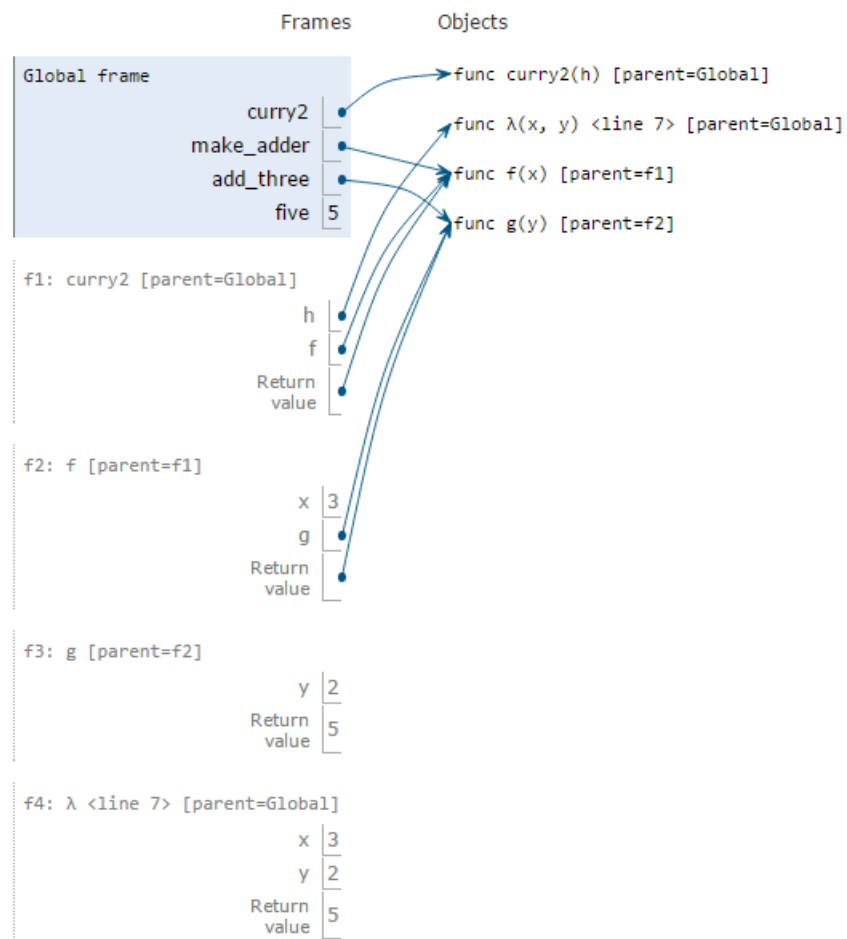 Frames Objects
Global frame
func curry2(h) [parent=Global]
curry2
func λ(x, y) <line 7> [parent=Global]
make_adder
func f(x) [parent=f1]
add_three
five 5
func g(y) [parent=f2]
f1: curry2 [parent=Global]
h
f
Return
value
f2: f [parent=f1]
x 3
g
Return
value
f3: g [parent=f2]
y 2
Return
value 5
f4: λ <line 7> [parent=Global]
x 3
y 2
Return
value 5